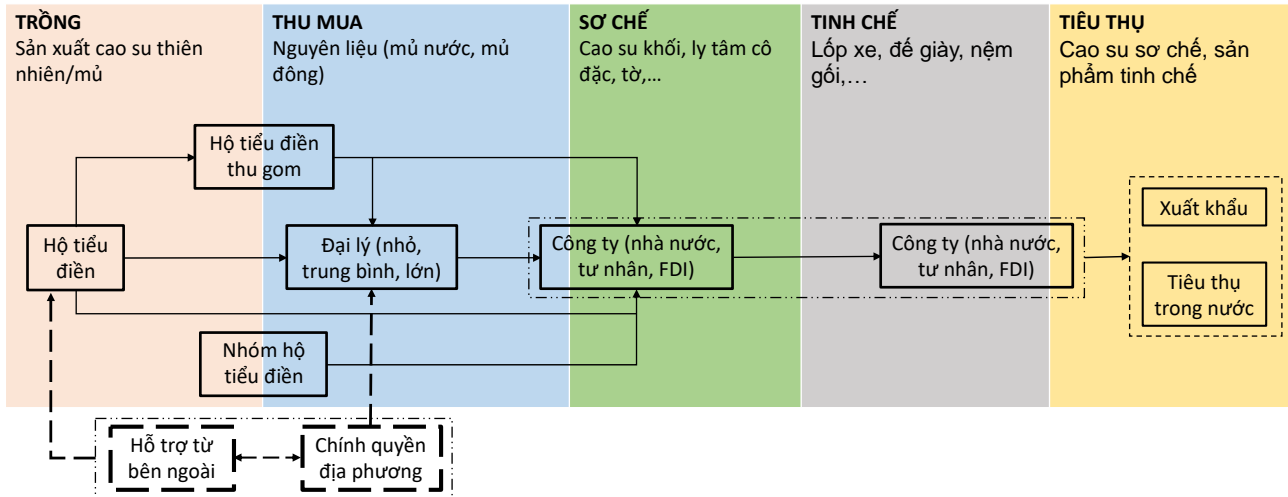 TRỒNG
Sản xuất cao su thiên
nhiên/mủ
THU MUA
Nguyên liệu (mủ nước, mủ
đông)
SƠ CHẾ
Cao su khối, ly tâm cô
đặc, tờ,…
TINH CHẾ
Lốp xe, đế giày, nệm
gối,…
TIÊU THỤ
Cao su sơ chế, sản
phẩm tinh chế
Hộ tiểu điền
thu gom
Hộ tiểu
điền
Đại lý (nhỏ,
trung bình, lớn)
Công ty (nhà nước,
tư nhân, FDI)
Công ty (nhà nước,
tư nhân, FDI)
Xuất khẩu
Tiêu thụ
trong nước
Nhóm hộ
tiểu điền
Hỗ trợ từ
bên ngoài
Chính quyền
địa phương